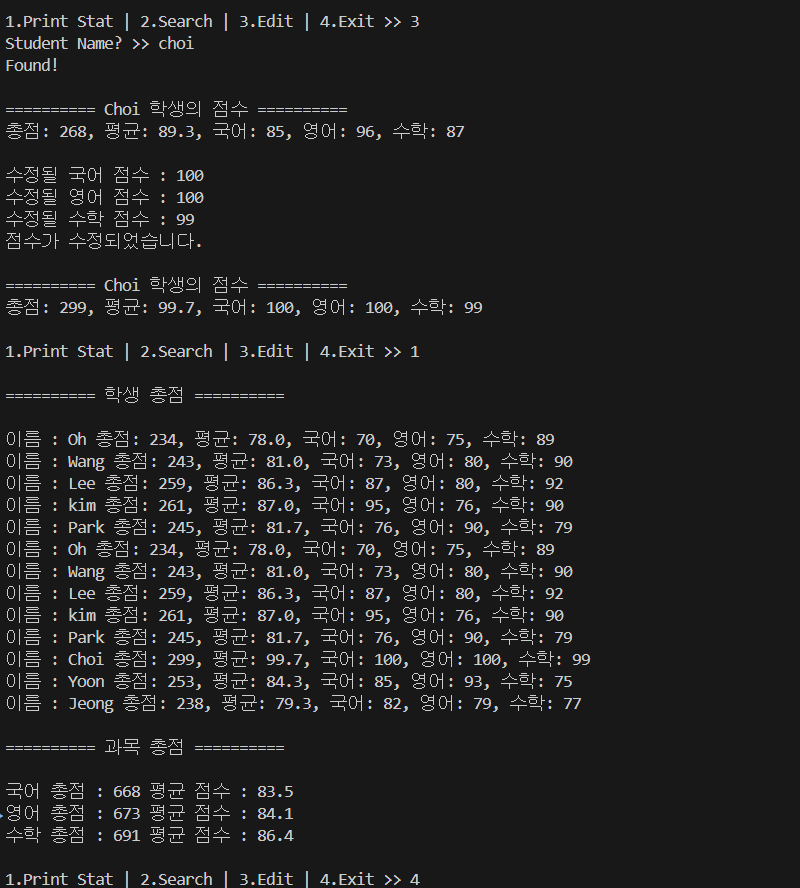 1.Print Stat | 2.Search | 3.Edit | 4.Exit >> 3
Student Name? >> choi
Found!
========== Choi 학생의 점수 ==========
총점: 268, 평균: 89.3, 국어: 85, 영어: 96, 수학: 87
수정될 국어 점수 : 100
수정될 영어 점수 : 100
수정될 수학 점수 : 99
점수가 수정되었습니다.
========== Choi 학생의 점수 ==========
총점: 299, 평균: 99.7, 국어: 100, 영어: 100, 수학: 99
1.Print Stat | 2.Search | 3.Edit | 4.Exit >> 1
========== 학생 총점 ==========
이름 : Oh 총점: 234, 평균: 78.0, 국어: 70, 영어: 75, 수학: 89
이름 : Wang 총점: 243, 평균: 81.0, 국어: 73, 영어: 80, 수학: 90
이름 : Lee 총점: 259, 평균: 86.3, 국어: 87, 영어: 80, 수학: 92
이름 : kim 총점: 261, 평균: 87.0, 국어: 95, 영어: 76, 수학: 90
이름 : Park 총점: 245, 평균: 81.7, 국어: 76, 영어: 90, 수학: 79
이름 : Oh 총점: 234, 평균: 78.0, 국어: 70, 영어: 75, 수학: 89
이름 : Wang 총점: 243, 평균: 81.0, 국어: 73, 영어: 80, 수학: 90
이름 : Lee 총점: 259, 평균: 86.3, 국어: 87, 영어: 80, 수학: 92
이름 : kim 총점: 261, 평균: 87.0, 국어: 95, 영어: 76, 수학: 90
이름 : Park 총점: 245, 평균: 81.7, 국어: 76, 영어: 90, 수학: 79
이름 : Choi 총점: 299, 평균: 99.7, 국어: 100, 영어: 100, 수학: 99
이름 : Yoon 총점: 253, 평균: 84.3, 국어: 85, 영어: 93, 수학: 75
이름 : Jeong 총점: 238, 평균: 79.3, 국어: 82, 영어: 79, 수학: 77
========== 과목 총점 ==========
국어 총점 : 668 평균 점수 : 83.5
영어 총점 : 673 평균 점수 : 84.1
수학 총점 : 691 평균 점수 : 86.4
1.Print Stat | 2.Search | 3.Edit | 4.Exit >> 4